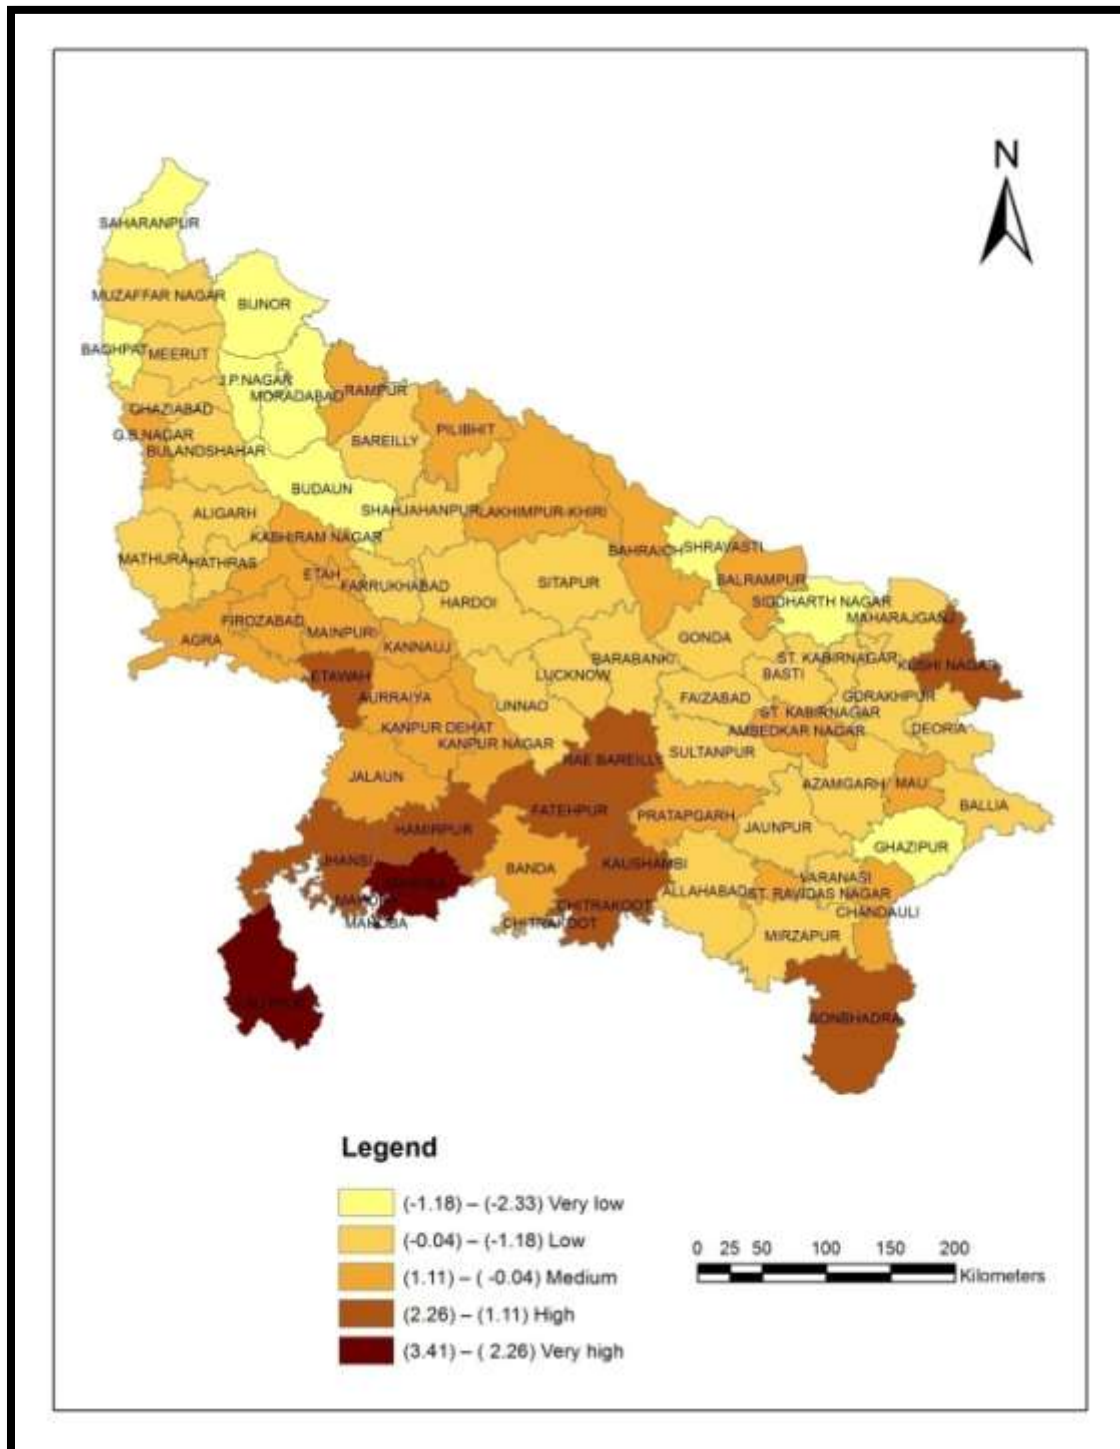 N
SAHARANPUR
MUZAFFAR NAGAR
BIJNOR
BAGHPAT
MEERUT
J.P.NAGAR
MORADABAD
RAMPUR
GHAZIABAD
PILIBHIT
G.B.NAGAR
BAREILLY
BULANDSHAHAR
BUDAUN
ALIGARH
SHAHJAHANPUR
LAKHIMPUR-KHIRI
KASHIRAM NAGAR
BAHRAICH
SHRAVASTI
MATHURA
HATHRAS
ETAH
FARRUKHABAD
SITAPUR
BALRAMPUR
HARDOI
SIDDHARTH NAGAR
MAHARAJGANJ
FIROZABAD
AGRA
MAINPURI
KANNAUJ
GONDA
BARABANKI
ST. KABIRNAGAR
KUSHI NAGAR
ETAWAH
LUCKNOW
BASTI
AURRAIYA
UNNAO
FAIZABAD
GORAKHPUR
ST. KABIRNAGAR
KANPUR DEHAT
AMBEDKAR NAGAR
DEORIA
KANPUR NAGAR
SULTANPUR
RAE BAREILLY
JALAUN
AZAMGARH
MAU
BALLIA
FATEHPUR
PRATAPGARH
HAMIRPUR
JAUNPUR
GHAZIPUR
JHANSI
BANDA
KAUSHAMBI
VARANASI
ALLAHABAD
ST. RAVIDAS NAGAR
CHITRAKOOT
CHANDAULI
MAHOBA
CHITRAKOOT
MIRZAPUR
SONBHADRA
Legend
(-1.18) – (-2.33) Very low
(-0.04) – (-1.18) Low
(1.11) – ( -0.04) Medium
(2.26) – (1.11) High
(3.41) – ( 2.26) Very high
0 25 50 100 150 200
Kilometers